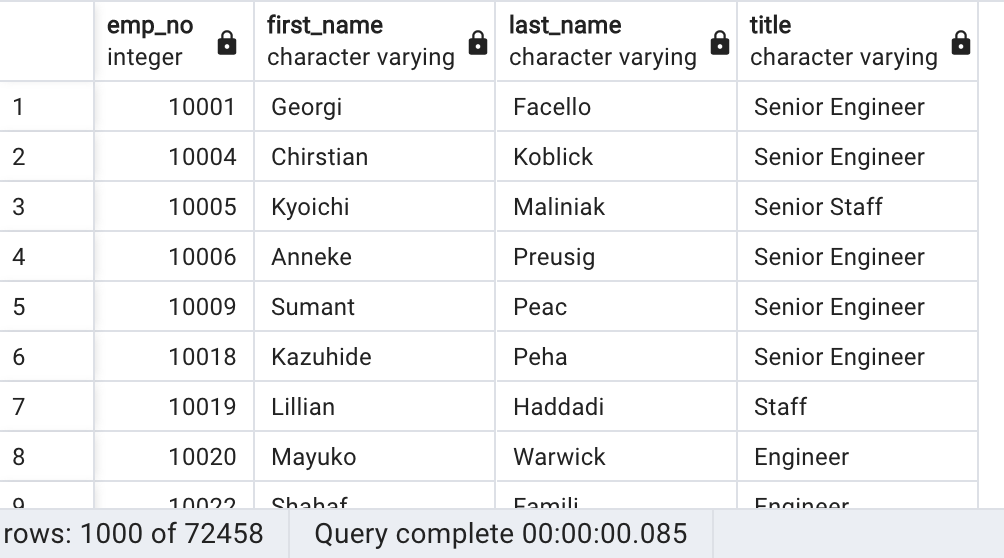 emp_no first_name last_name title
integer character varying character varying character varying
1 10001 Georgi Facello Senior Engineer
2 10004 Chirstian Koblick Senior Engineer
3 10005 Kyoichi Maliniak Senior Staff
4 10006 Anneke Preusig Senior Engineer
5 10009 Sumant Peac Senior Engineer
6 10018 Kazuhide Peha Senior Engineer
7 10019 Lillian Haddadi Staff
8 10020 Mayuko Warwick Engineer
9 10022 Shahaf Famili Engineer
rows: 1000 of 72458 Query complete 00:00:00.085